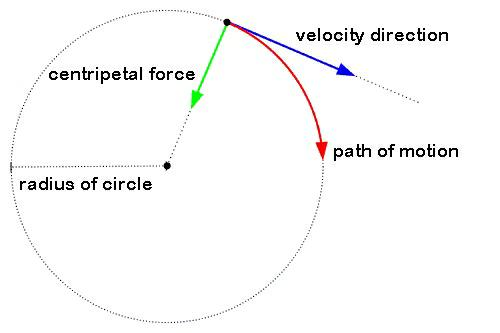 velocity direction
centripetal force
path of motion
radius of circle